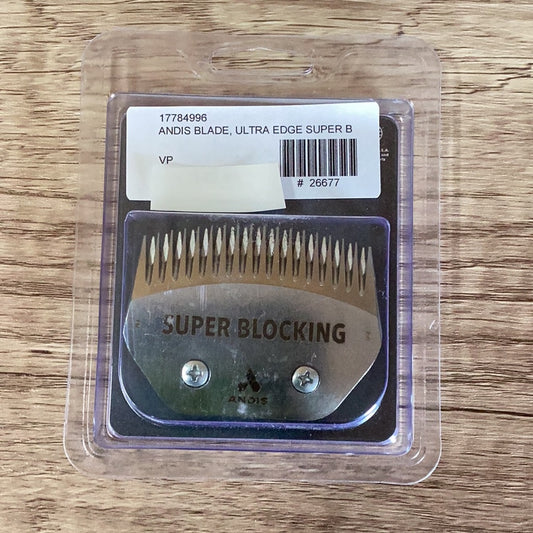 17784996
ANDIS BLADE, ULTRA EDGE SUPER B
VP
# 26677
SUPER BLOCKING
ANDIS